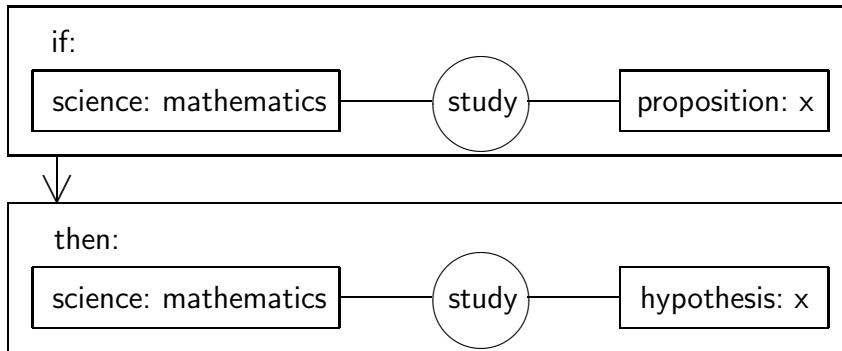 if:
science: mathematics study proposition: x
then:
science: mathematics study hypothesis: x